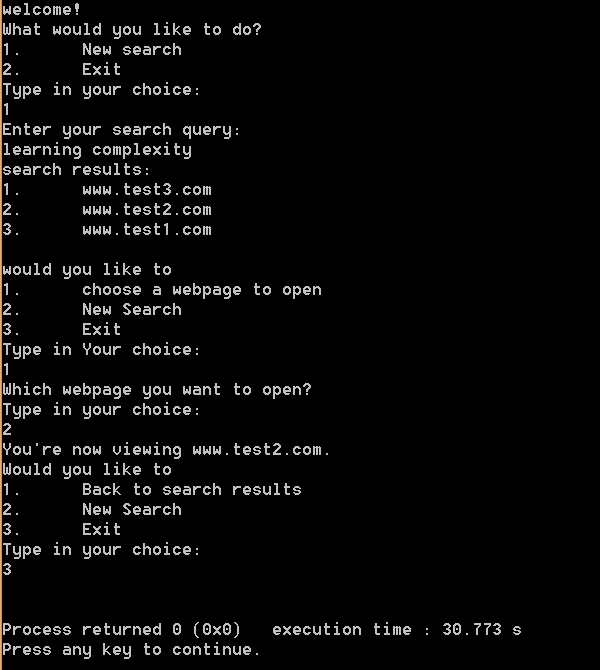 welcome!
What would you like to do?
1.      New search
2.      Exit
Type in your choice:
1
Enter your search query:
learning complexity
search results:
1.      www.test3.com
2.      www.test2.com
3.      www.test1.com

would you like to
1.      choose a webpage to open
2.      New Search
3.      Exit
Type in Your choice:
1
Which webpage you want to open?
Type in your choice:
2
You're now viewing www.test2.com.
Would you like to
1.      Back to search results
2.      New Search
3.      Exit
Type in your choice:
3

Process returned 0 (0x0)   execution time : 30.773 s
Press any key to continue.